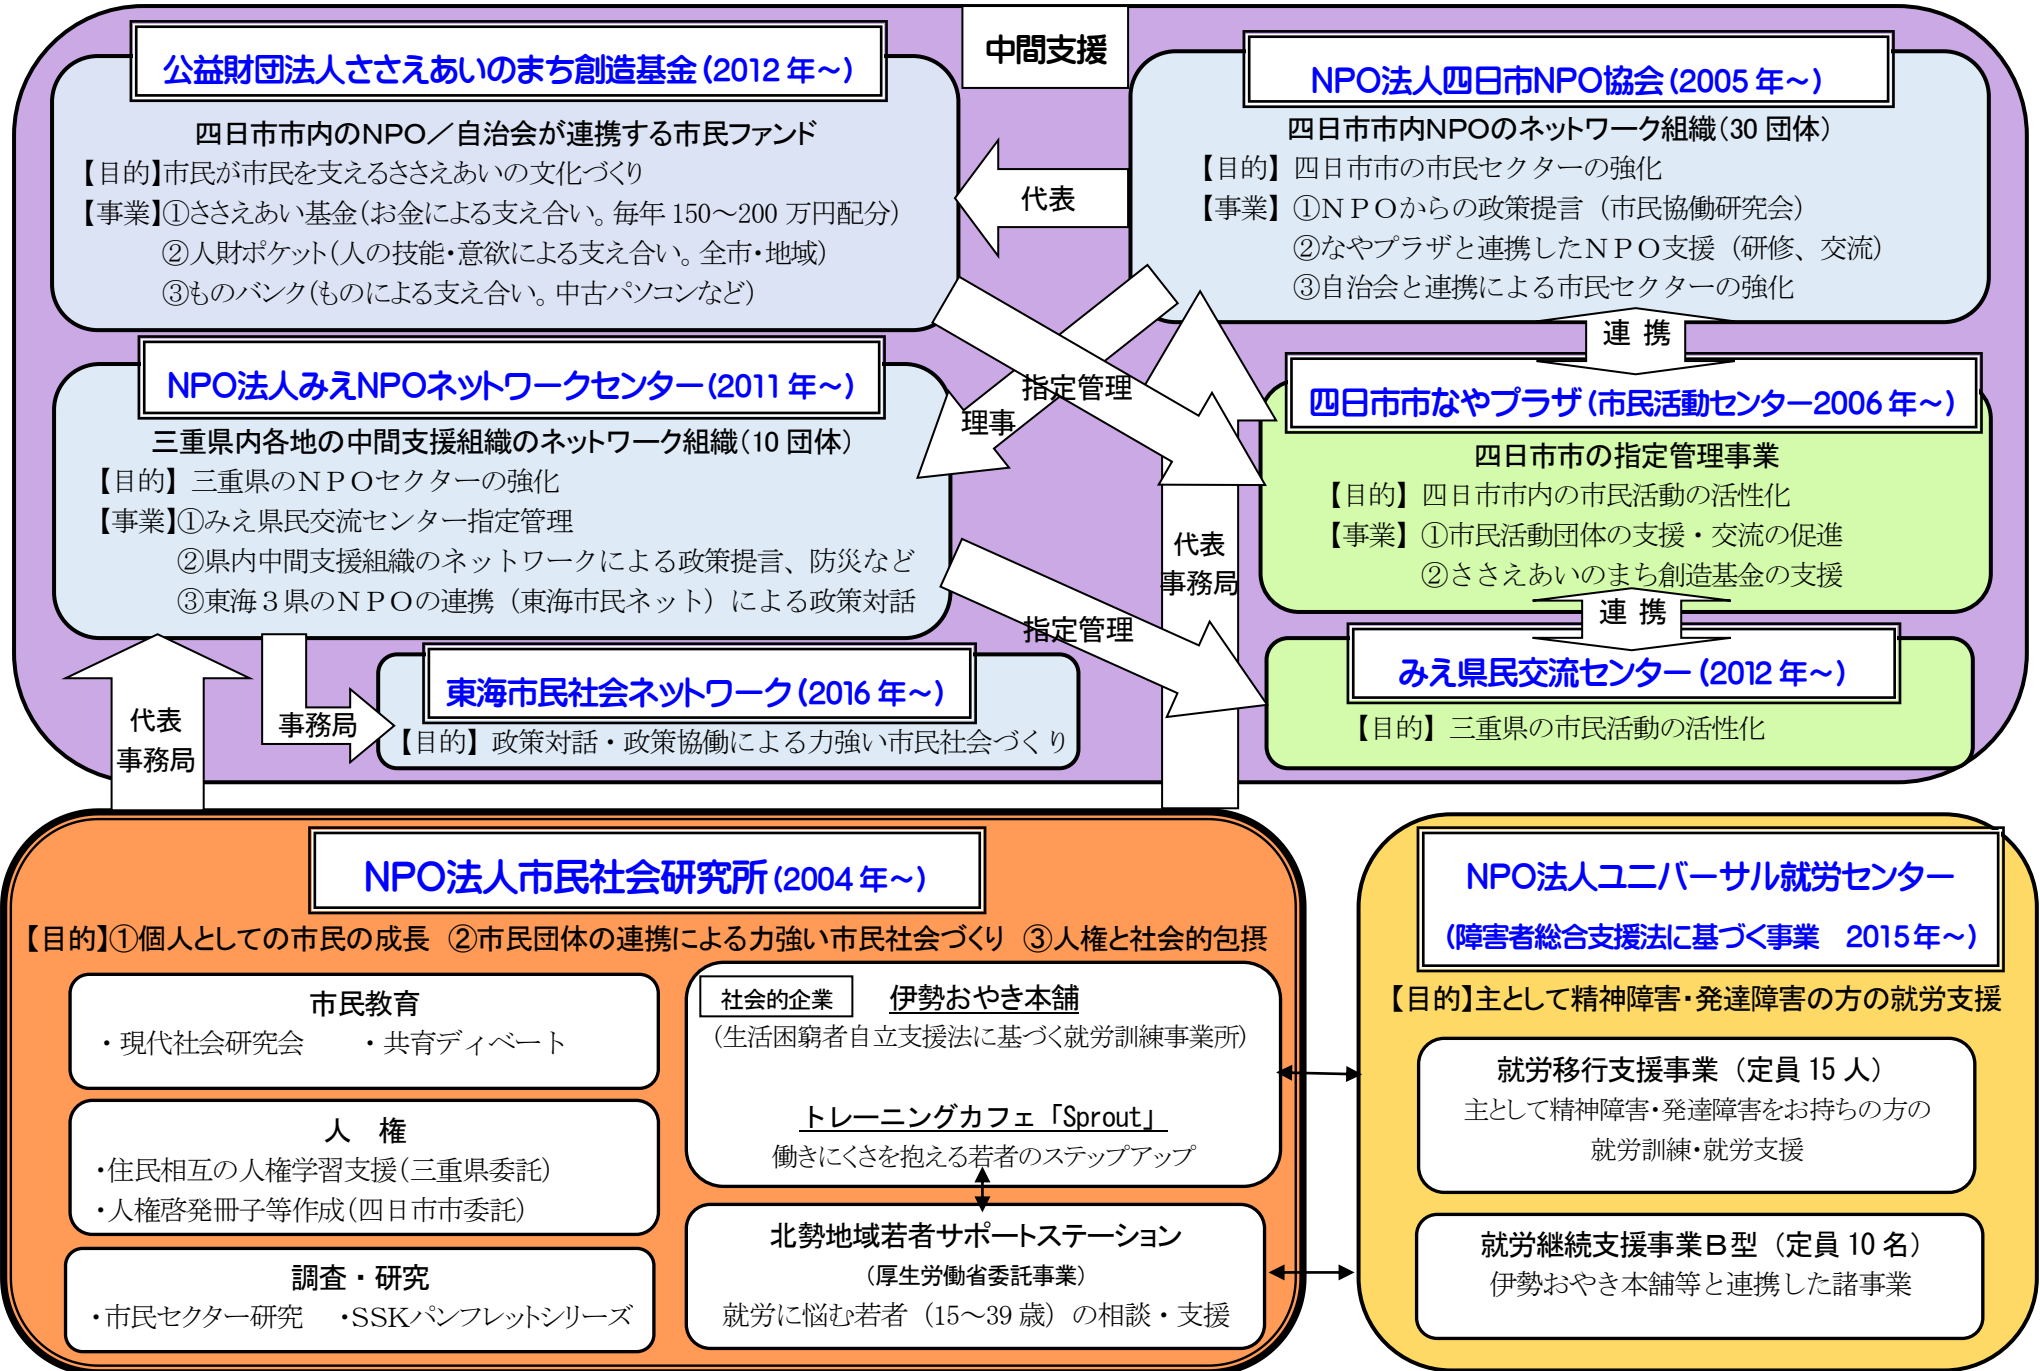 中間支援
公益財団法人ささえあいのまち創造基金(2012年～)
四日市市内のNPO／自治会が連携する市民ファンド
【目的】市民が市民を支えるささえあいの文化づくり
【事業】①ささえあい基金(お金による支え合い。毎年150～200万円配分)
②人財ポケット(人の技能・意欲による支え合い。全市・地域)
③ものバンク(ものによる支え合い。中古パソコンなど)
代表
NPO法人四日市NPO協会(2005年～)
四日市市内NPOのネットワーク組織(30団体)
【目的】四日市市の市民セクターの強化
【事業】①ＮＰＯからの政策提言（市民協働研究会）
②なやプラザと連携したＮＰＯ支援（研修、交流）
③自治会と連携による市民セクターの強化
連 携
NPO法人みえNPOネットワークセンター(2011年～)
三重県内各地の中間支援組織のネットワーク組織(10団体)
【目的】三重県のＮＰＯセクターの強化
【事業】①みえ県民交流センター指定管理
②県内中間支援組織のネットワークによる政策提言、防災など
③東海３県のＮＰＯの連携（東海市民ネット）による政策対話
指定管理
理事
四日市市なやプラザ(市民活動センター2006年～)
四日市市の指定管理事業
【目的】四日市市内の市民活動の活性化
【事業】①市民活動団体の支援・交流の促進
②ささえあいのまち創造基金の支援
代表
事務局
連 携
指定管理
東海市民社会ネットワーク(2016年～)
【目的】政策対話・政策協働による力強い市民社会づくり
事務局
代表
事務局
みえ県民交流センター(2012年～)
【目的】三重県の市民活動の活性化
NPO法人市民社会研究所(2004年～)
【目的】①個人としての市民の成長 ②市民団体の連携による力強い市民社会づくり ③人権と社会的包摂
市民教育
・現代社会研究会 ・共育ディベート
人 権
・住民相互の人権学習支援(三重県委託)
・人権啓発冊子等作成(四日市市委託)
調査・研究
・市民セクター研究 ・SSKパンフレットシリーズ
社会的企業 伊勢おやき本舗
(生活困窮者自立支援法に基づく就労訓練事業所)
トレーニングカフェ「Sprout」
働きにくさを抱える若者のステップアップ
北勢地域若者サポートステーション
(厚生労働省委託事業)
就労に悩む若者（15～39歳）の相談・支援
NPO法人ユニバーサル就労センター
(障害者総合支援法に基づく事業 2015年～)
【目的】主として精神障害・発達障害の方の就労支援
就労移行支援事業（定員15人）
主として精神障害・発達障害をお持ちの方の
就労訓練・就労支援
就労継続支援事業Ｂ型（定員10名）
伊勢おやき本舗等と連携した諸事業